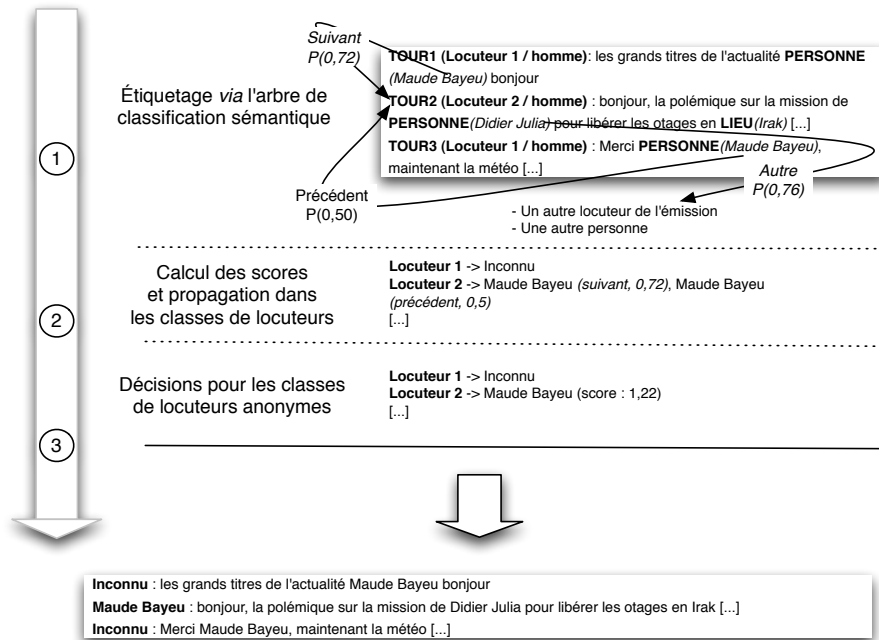 Suivant
P(0,72)
TOUR1 (Locuteur 1 / homme): les grands titres de l'actualité PERSONNE
(Maude Bayeu) bonjour
TOUR2 (Locuteur 2 / homme) : bonjour, la polémique sur la mission de
PERSONNE(Didier Julia) pour libérer les otages en LIEU(Irak) [...]
TOUR3 (Locuteur 1 / homme) : Merci PERSONNE(Maude Bayeu),
maintenant la météo [...]
Étiquetage via l'arbre de
classification sémantique
1
Autre
P(0,76)
Précédent
P(0,50)
- Un autre locuteur de l'émission
- Une autre personne
Calcul des scores
et propagation dans
les classes de locuteurs
2
Locuteur 1 -> Inconnu
Locuteur 2 -> Maude Bayeu (suivant, 0,72), Maude Bayeu
(précédent, 0,5)
[...]
Décisions pour les classes
de locuteurs anonymes
3
Locuteur 1 -> Inconnu
Locuteur 2 -> Maude Bayeu (score : 1,22)
[...]
Inconnu : les grands titres de l'actualité Maude Bayeu bonjour
Maude Bayeu : bonjour, la polémique sur la mission de Didier Julia pour libérer les otages en Irak [...]
Inconnu : Merci Maude Bayeu, maintenant la météo [...]